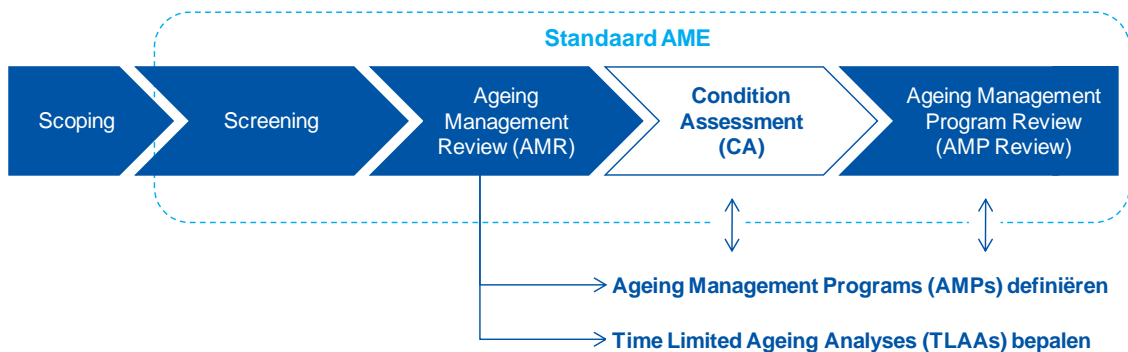 Standaard AME
Scoping
Screening
Ageing
Management
Review (AMR)
Condition
Assessment
(CA)
Ageing Management
Program Review
(AMP Review)
Ageing Management Programs (AMPs) definiëren
Time Limited Ageing Analyses (TLAAs) bepalen